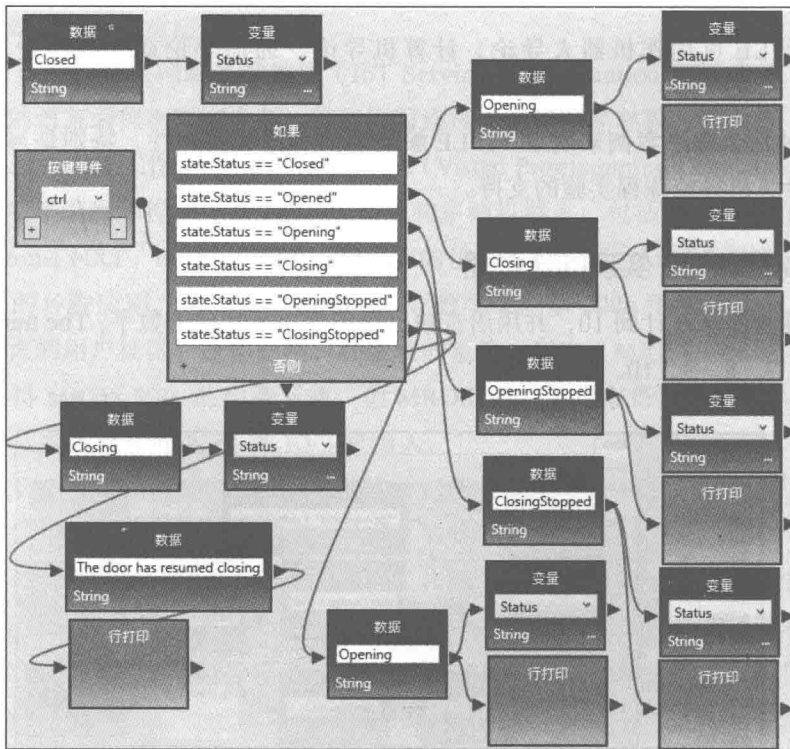 数据
Closed
String
变量
Status
String ...
按键事件
ctrl
+ -
如果
state.Status == "Closed"
state.Status == "Opened"
state.Status == "Opening"
state.Status == "Closing"
state.Status == "OpeningStopped"
state.Status == "ClosingStopped"
+ 否则 -
数据
Opening
String
变量
Status
String ...
行打印
数据
Closing
String
变量
Status
String ...
行打印
数据
OpeningStopped
String
变量
Status
String ...
行打印
数据
ClosingStopped
String
变量
Status
String ...
行打印
数据
Closing
String
变量
Status
String ...
数据
The door has resumed closing
String
行打印
数据
Opening
String
变量
Status
String ...
行打印